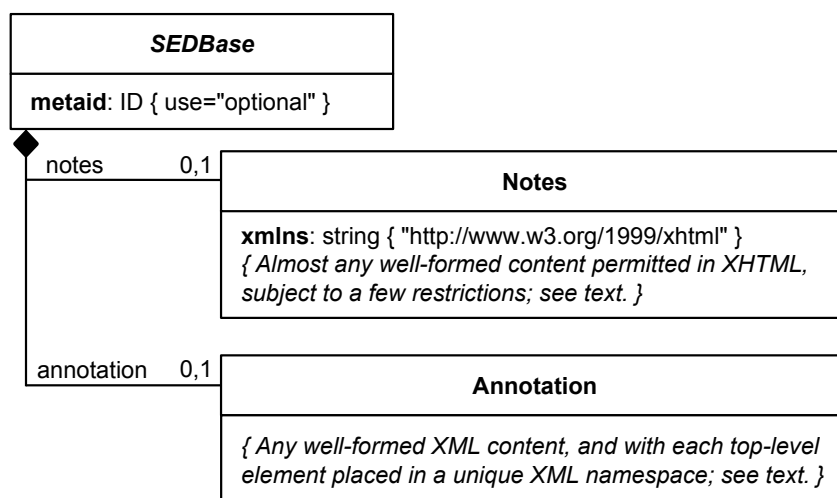 SEDBase
metaid: ID { use="optional" }
notes 0,1
Notes
xmlns: string { "http://www.w3.org/1999/xhtml" }
{ Almost any well-formed content permitted in XHTML,
subject to a few restrictions; see text. }
annotation 0,1
Annotation
{ Any well-formed XML content, and with each top-level
element placed in a unique XML namespace; see text. }